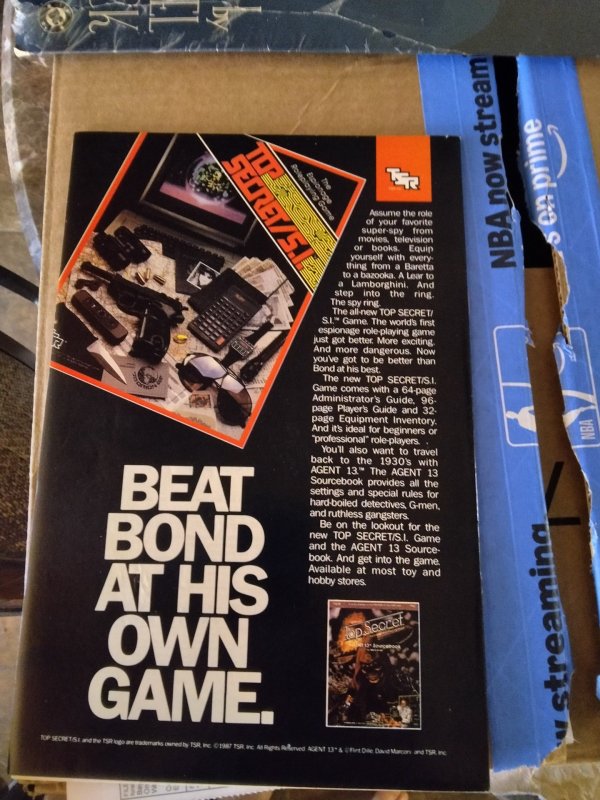 TOP
SECRET/S.I.
The
Espionage
Roleplaying Game
TSR
Assume the role
of your favorite
super-spy from
movies, television
or books. Equip
yourself with every-
thing from a Baretta
to a bazooka. A Lear to
a Lamborghini. And
step into the ring.
The spy ring.
The all-new TOP SECRET/
S.I.™ Game. The world's first
espionage role-playing game
just got better. More exciting.
And more dangerous. Now
you've got to be better than
Bond at his best.
The new TOP SECRET/S.I.
Game comes with a 64-page
Administrator's Guide, 96-
page Player's Guide and 32-
page Equipment Inventory.
And it's ideal for beginners or
"professional" role-players.
You'll also want to travel
back to the 1930's with
AGENT 13.™ The AGENT 13
Sourcebook provides all the
settings and special rules for
hard-boiled detectives, G-men,
and ruthless gangsters.
Be on the lookout for the
new TOP SECRET/S.I. Game
and the AGENT 13 Source-
book. And get into the game.
Available at most toy and
hobby stores.
BEAT
BOND
AT HIS
OWN
GAME.
Top Secret
Sourcebook
TOP SECRET/S.I. and the TSR logo are trademarks owned by TSR, Inc. ©1987 TSR, Inc. All Rights Reserved. AGENT 13™ & ©Flint Dille, David Marconi and TSR, Inc.
NBA now stream
s on prime
NBA
w streaming